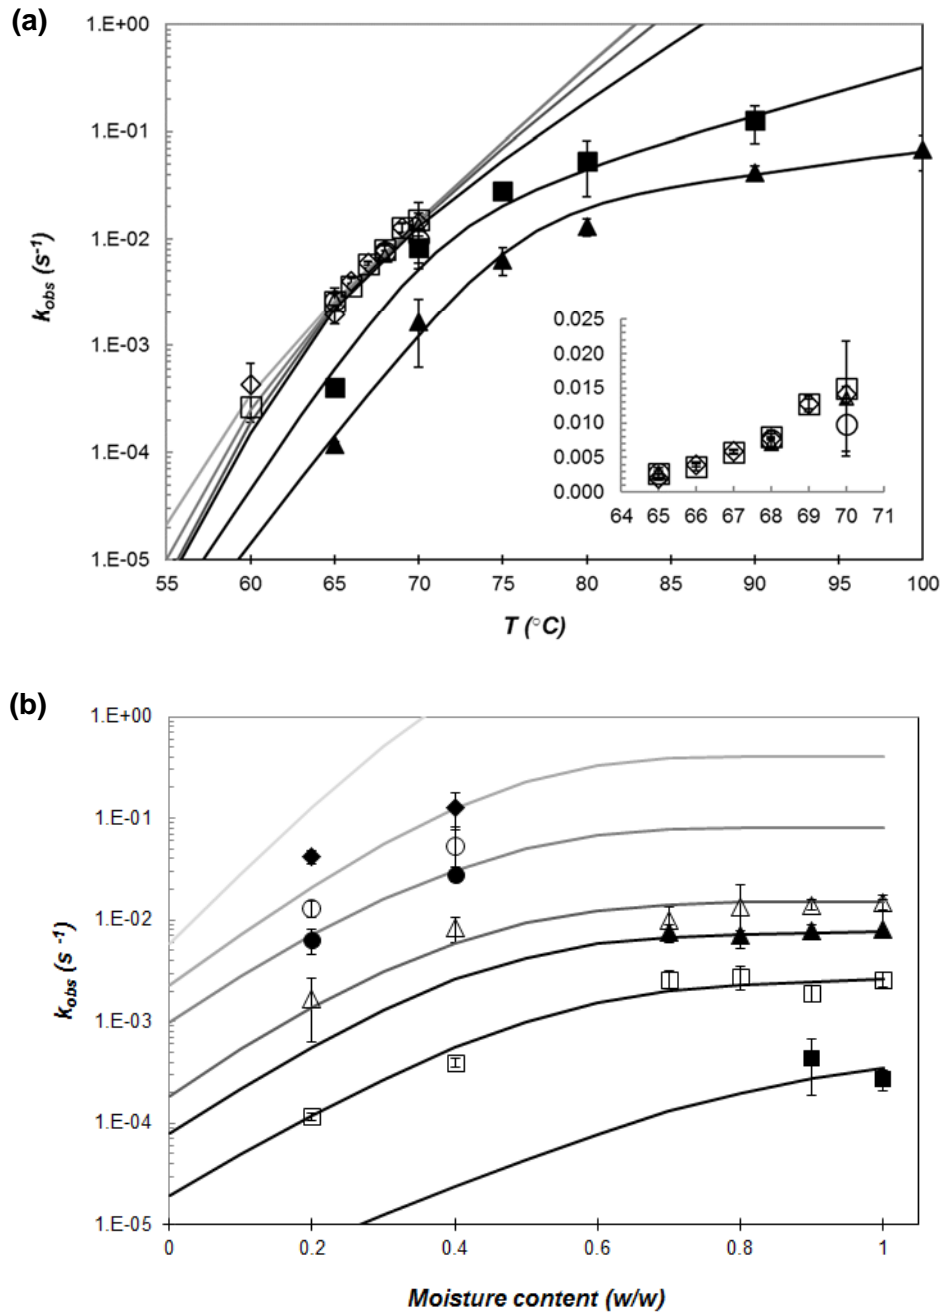 (a)
1.E+00
1.E-01
1.E-02
1.E-03
1.E-04
1.E-05
k_obs (s⁻¹)
55 60 65 70 75 80 85 90 95 100
T (°C)
0.025
0.020
0.015
0.010
0.005
0.000
64 65 66 67 68 69 70 71
(b)
1.E+00
1.E-01
1.E-02
1.E-03
1.E-04
1.E-05
k_obs (s⁻¹)
0 0.2 0.4 0.6 0.8 1
Moisture content (w/w)